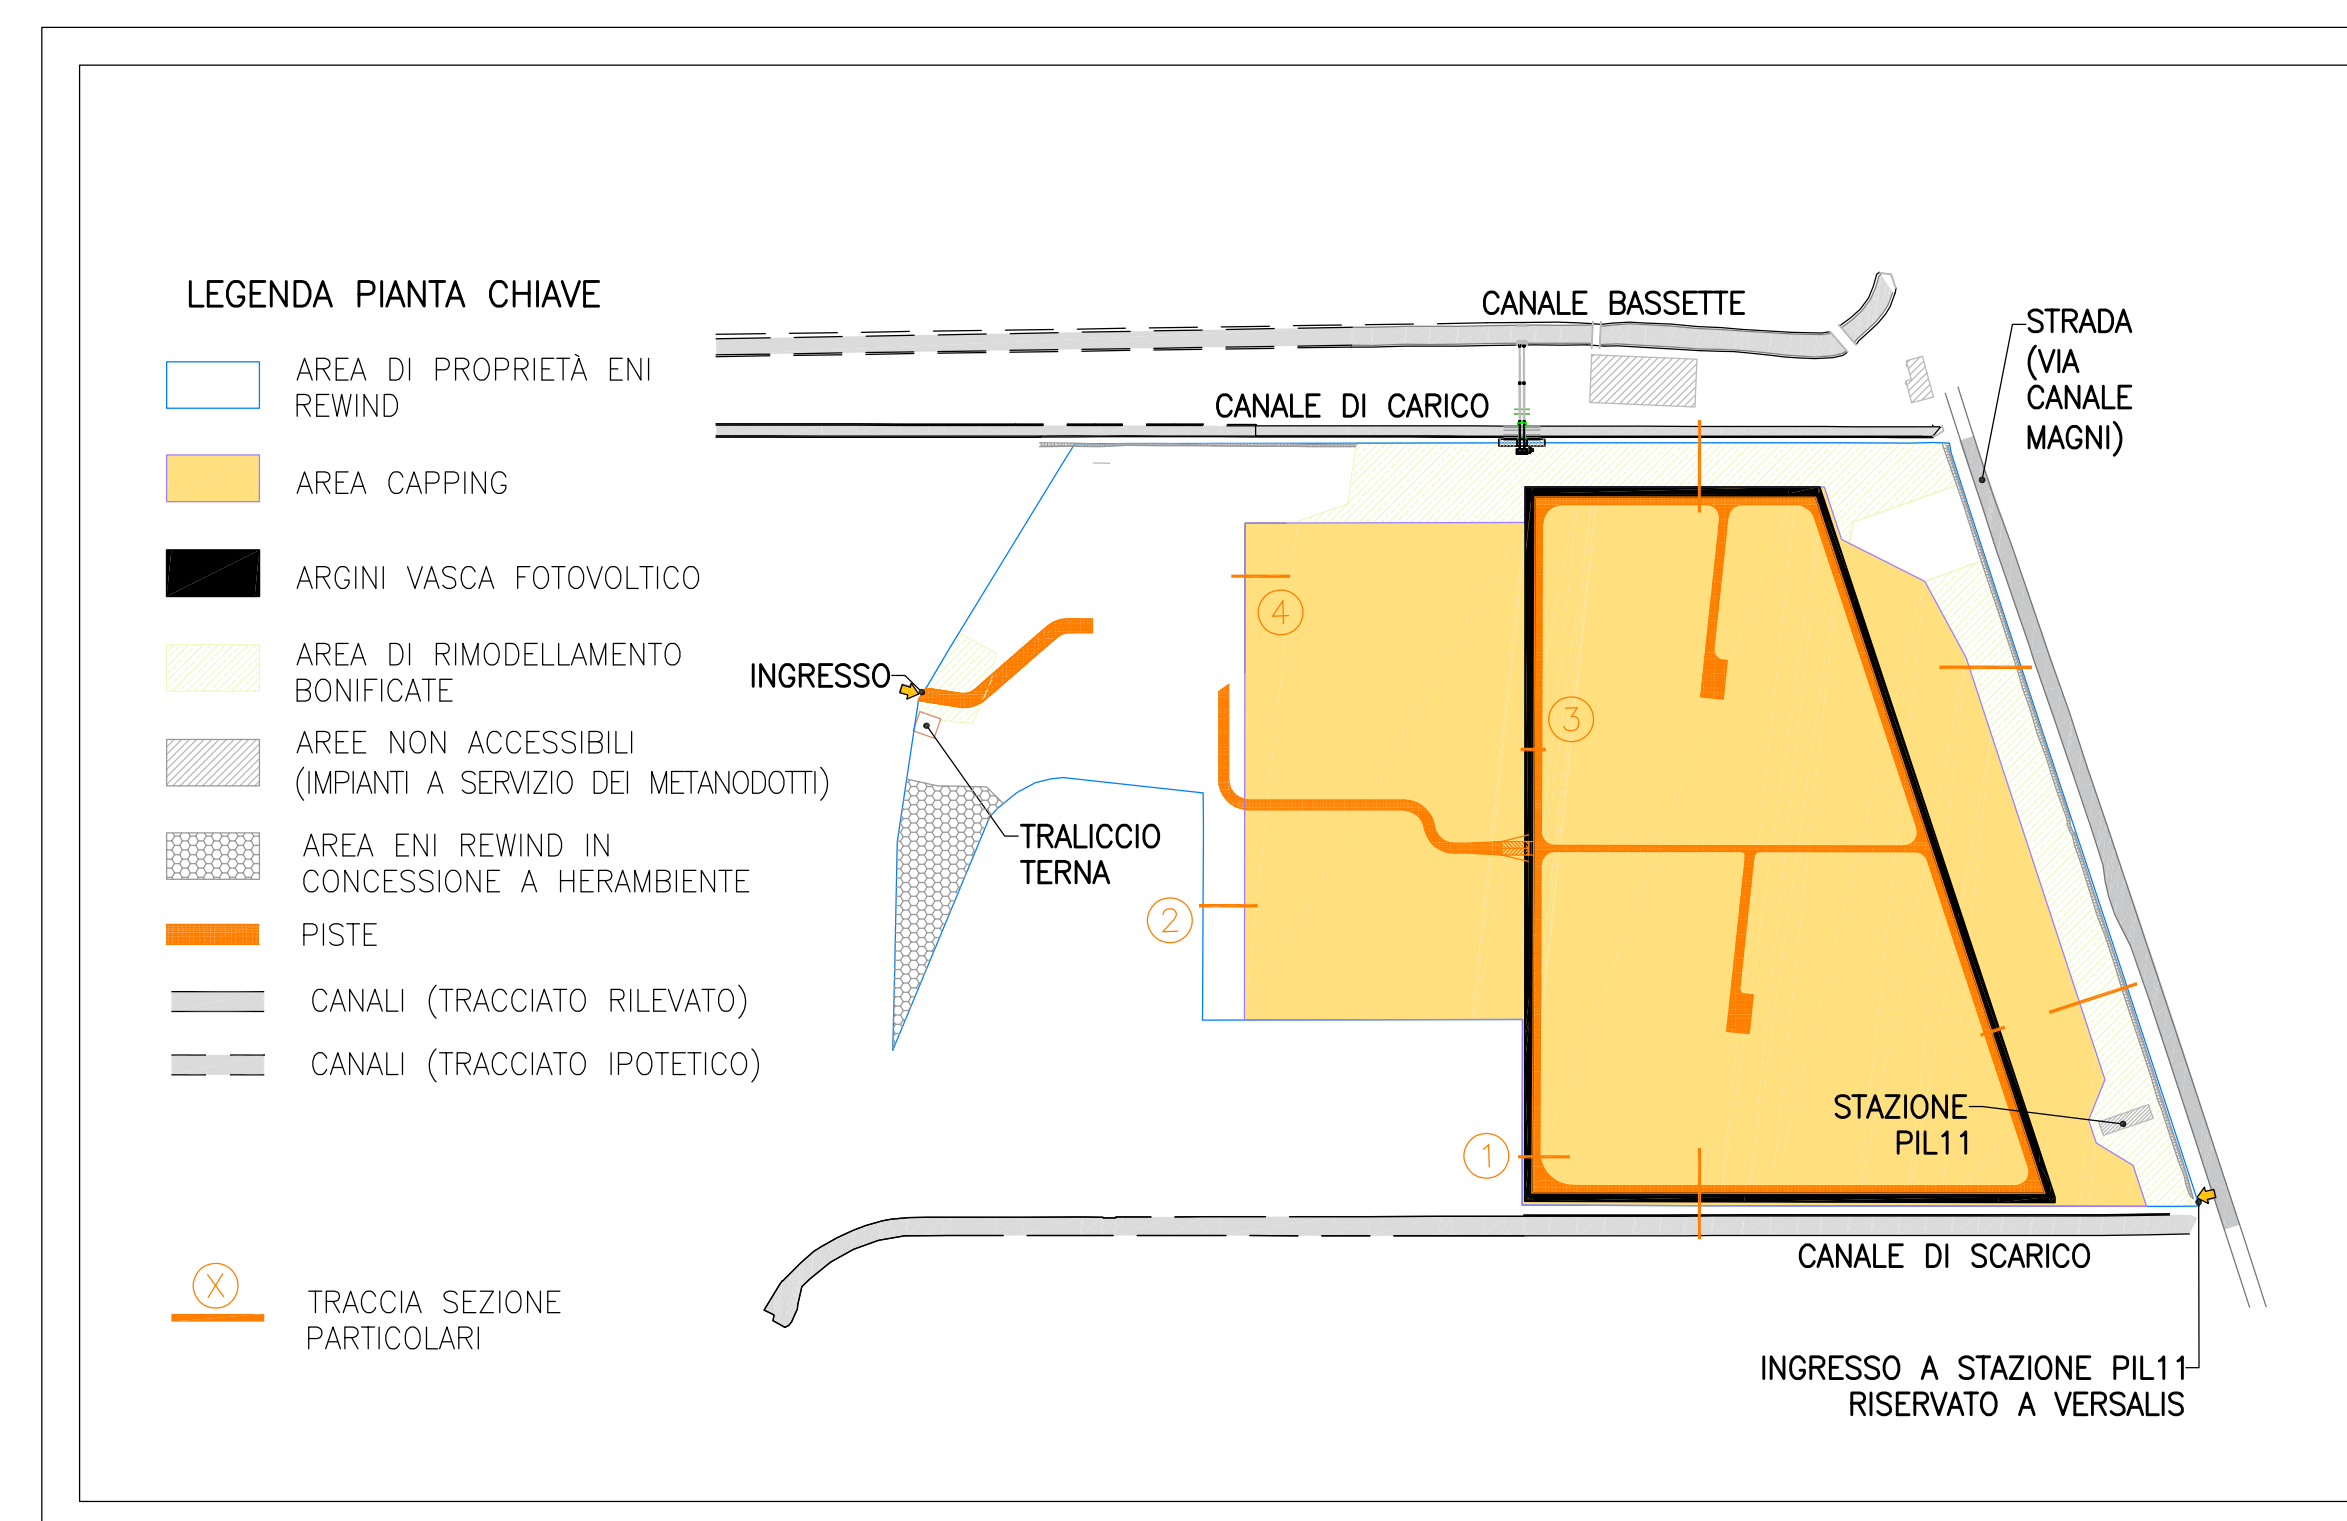 LEGENDA PIANTA CHIAVE
AREA DI PROPRIETÀ ENI
REWIND
AREA CAPPING
ARGINI VASCA FOTOVOLTICO
AREA DI RIMODELLAMENTO
BONIFICATE
AREE NON ACCESSIBILI
(IMPIANTI A SERVIZIO DEI METANODOTTI)
AREA ENI REWIND IN
CONCESSIONE A HERAMBIENTE
PISTE
CANALI (TRACCIATO RILEVATO)
CANALI (TRACCIATO IPOTETICO)
X
TRACCIA SEZIONE
PARTICOLARI
CANALE BASSETTE
CANALE DI CARICO
STRADA
(VIA
CANALE
MAGNI)
4
INGRESSO
3
TRALICCIO
TERNA
2
STAZIONE
PIL11
1
CANALE DI SCARICO
INGRESSO A STAZIONE PIL11
RISERVATO A VERSALIS